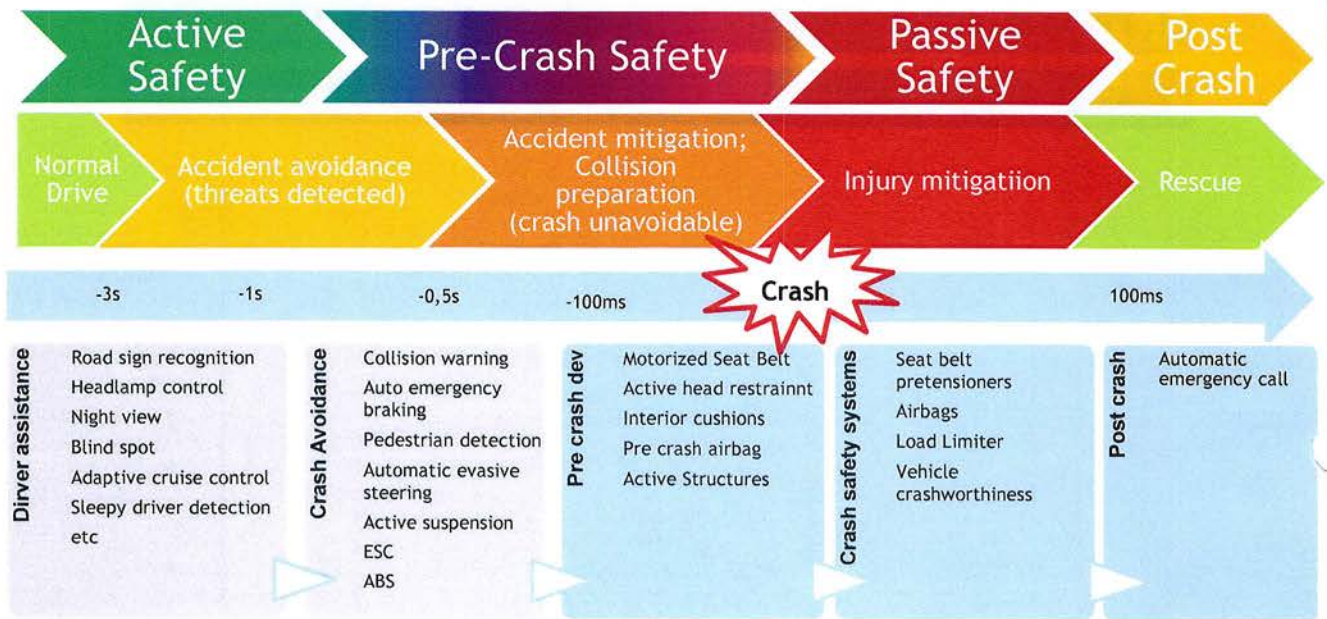 Active
Safety
Pre-Crash Safety
Passive
Safety
Post
Crash
Normal
Drive
Accident avoidance
(threats detected)
Accident mitigation;
Collision
preparation
(crash unavoidable)
Injury mitigatiion
Rescue
-3s
-1s
-0,5s
-100ms
Crash
100ms
Dirver assistance
Road sign recognition
Headlamp control
Night view
Blind spot
Adaptive cruise control
Sleepy driver detection
etc
Crash Avoidance
Collision warning
Auto emergency
braking
Pedestrian detection
Automatic evasive
steering
Active suspension
ESC
ABS
Pre crash dev
Motorized Seat Belt
Active head restrainnt
Interior cushions
Pre crash airbag
Active Structures
Crash safety systems
Seat belt
pretensioners
Airbags
Load Limiter
Vehicle
crashworthiness
Post crash
Automatic
emergency call